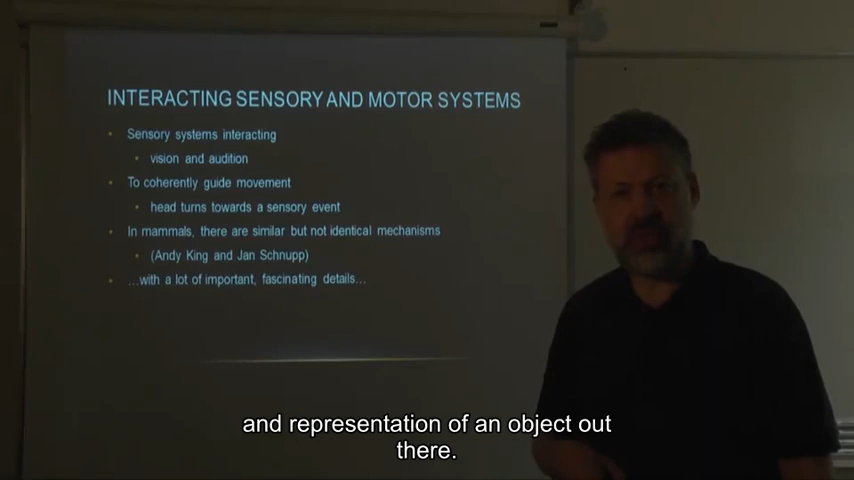 INTERACTING SENSORY AND MOTOR SYSTEMS
• Sensory systems interacting
• vision and audition
• To coherently guide movement
• head turns towards a sensory event
• In mammals, there are similar but not identical mechanisms
• (Andy King and Jan Schnupp)
• …with a lot of important, fascinating details…
and representation of an object out
there.